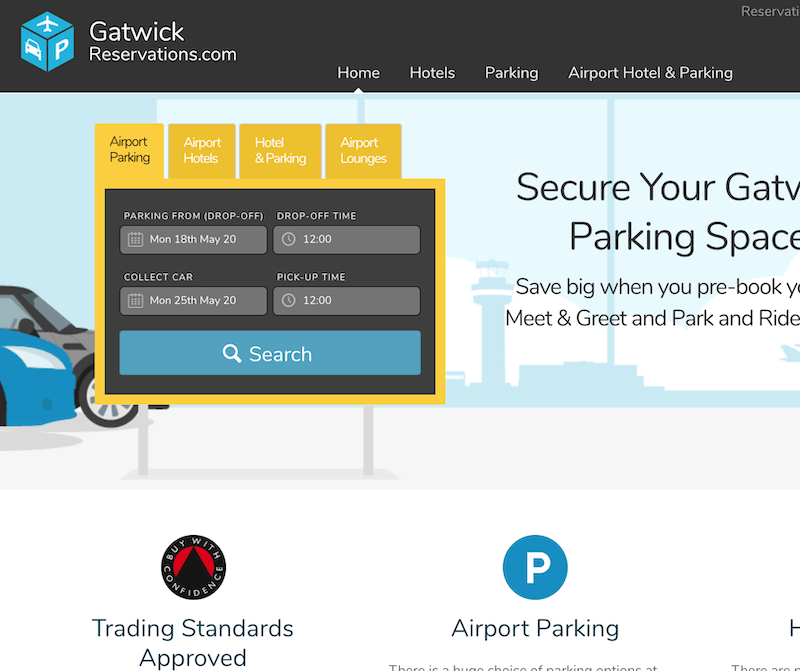 Reservati
Gatwick
Reservations.com
Home Hotels Parking Airport Hotel & Parking
Airport
Parking
Airport
Hotels
Hotel
& Parking
Airport
Lounges
PARKING FROM (DROP-OFF) DROP-OFF TIME
Mon 18th May 20 12:00
COLLECT CAR PICK-UP TIME
Mon 25th May 20 12:00
Search
Secure Your Gatw
Parking Space
Save big when you pre-book yo
Meet & Greet and Park and Ride
P
BUY WITH CONFIDENCE
P
Trading Standards
Approved
Airport Parking
H
There is a huge choice of parking options at
There are